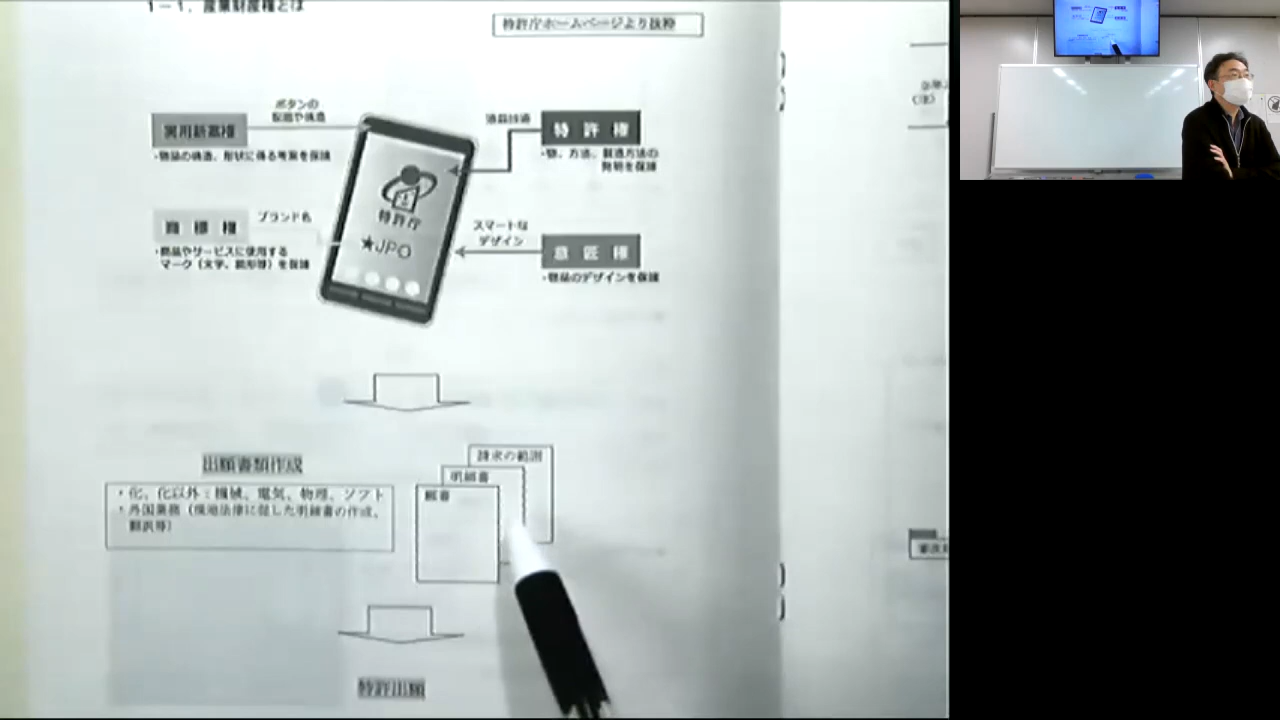 1－1．産業財産権とは
特許庁ホームページより抜粋
ボタンの
配置や構造
実用新案権
・物品の構造、形状に係る考案を保護
液晶技術
特許権
・物、方法、製造方法の
発明を保護
特許庁
★JPO
商標権
ブランド名
・商品やサービスに使用する
マーク（文字、図形等）を保護
スマートな
デザイン
意匠権
・物品のデザインを保護
出願書類作成
・化、化以外：機械、電気、物理、ソフト
・外国業務（現地法律に即した明細書の作成、
翻訳等）
請求の範囲
明細書
願書
特許出願